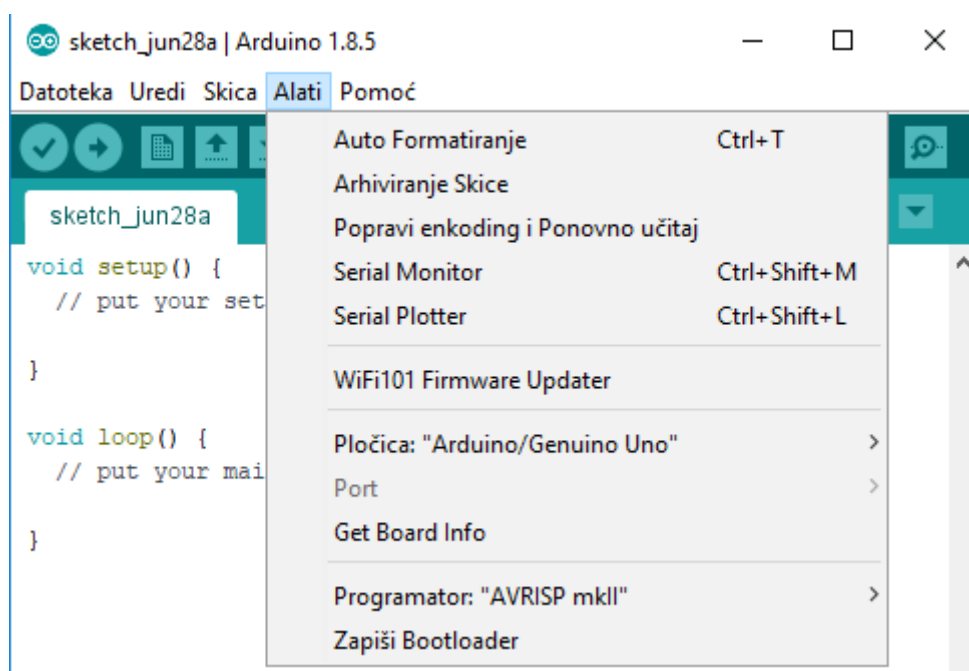 sketch_jun28a | Arduino 1.8.5
Datoteka Uredi Skica Alati Pomoć
Auto Formatiranje Ctrl+T
Arhiviranje Skice
Popravi enkoding i Ponovno učitaj
Serial Monitor Ctrl+Shift+M
Serial Plotter Ctrl+Shift+L
WiFi101 Firmware Updater
Pločica: "Arduino/Genuino Uno"
Port
Get Board Info
Programator: "AVRISP mkII"
Zapiši Bootloader
sketch_jun28a
void setup() {
// put your set
}
void loop() {
// put your mai
}